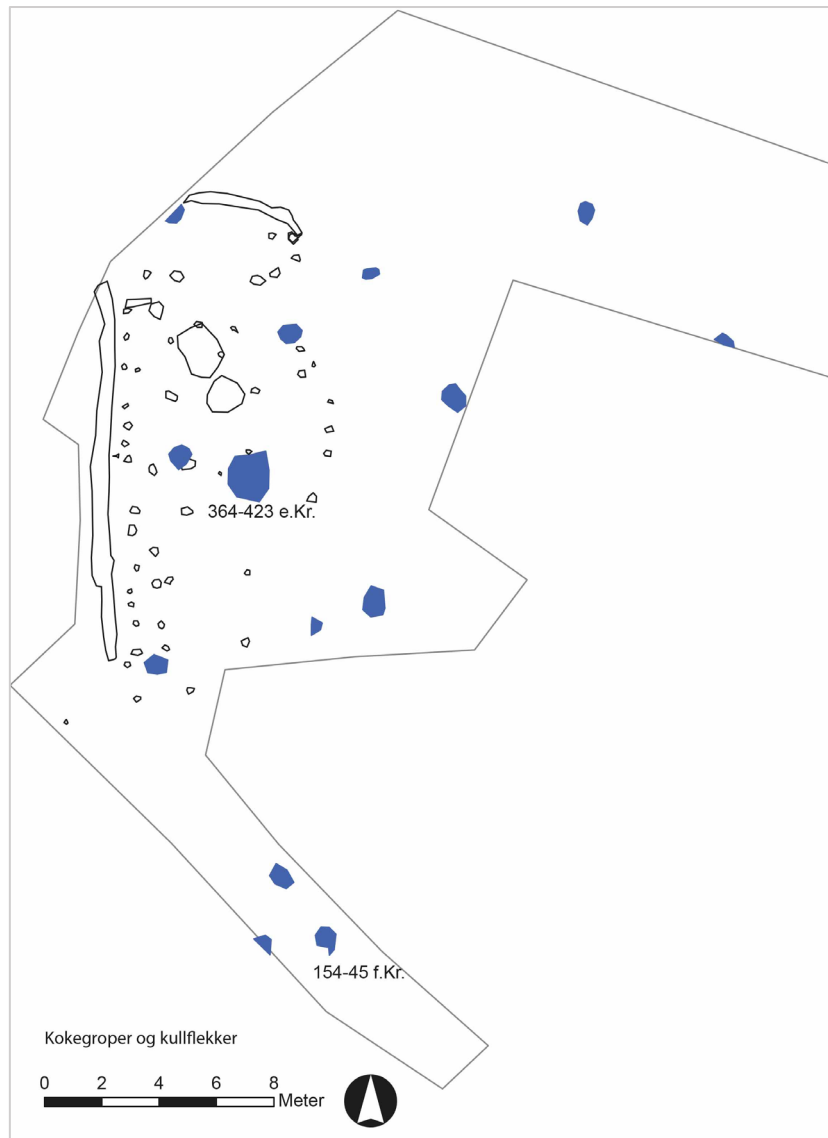 364-423 e.Kr.
154-45 f.Kr.
Kokegroper og kullflekker
0 2 4 6 8
Meter